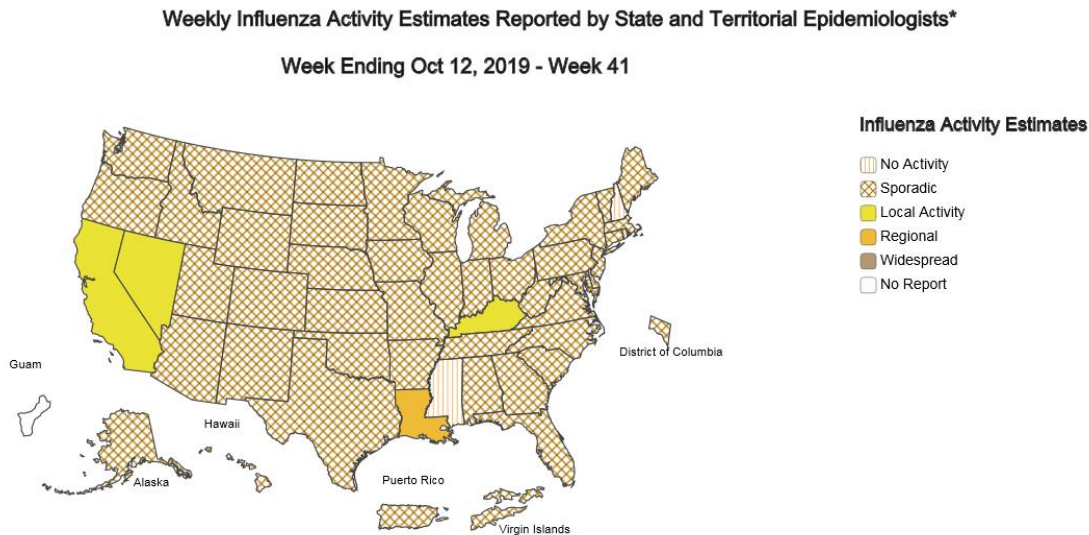 Weekly Influenza Activity Estimates Reported by State and Territorial Epidemiologists*
Week Ending Oct 12, 2019 - Week 41
Influenza Activity Estimates
No Activity
Sporadic
Local Activity
Regional
Widespread
No Report
District of Columbia
Guam
Hawaii
Alaska
Puerto Rico
Virgin Islands